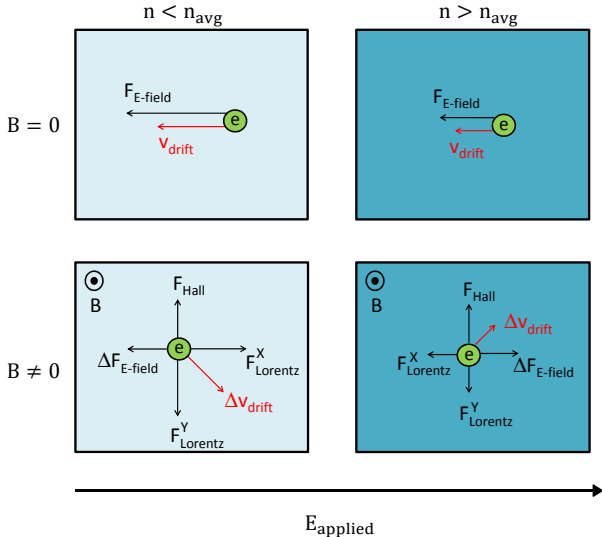 n < n_avg
n > n_avg
B = 0
F_E-field
e
v_drift
F_E-field
e
v_drift
B ≠ 0
B
F_Hall
e
ΔF_E-field
F^X_Lorentz
Δv_drift
F^Y_Lorentz
B
F_Hall
Δv_drift
e
F^X_Lorentz
ΔF_E-field
F^Y_Lorentz
E_applied